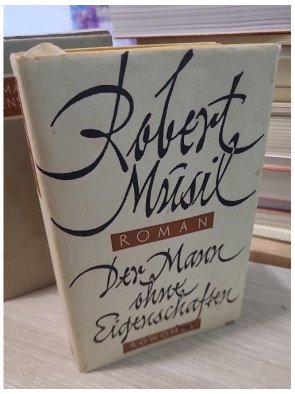 Robert
Musil
ROMAN
Der Mann
ohne
Eigenschaften
ROWOHLT